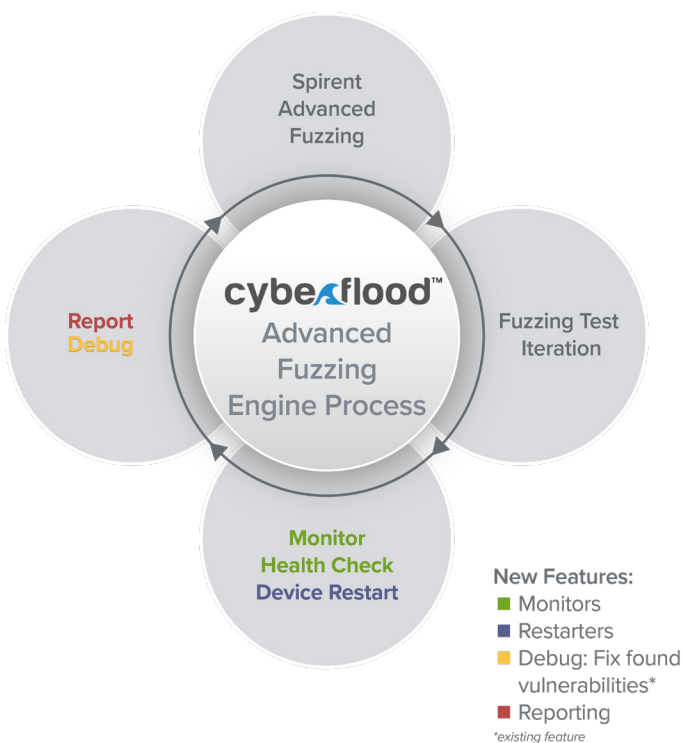 Spirent
Advanced
Fuzzing
cyberflood™
Advanced
Fuzzing
Engine Process
Fuzzing Test
Iteration
Monitor
Health Check
Device Restart
Report
Debug
New Features:
Monitors
Restarters
Debug: Fix found
vulnerabilities*
Reporting
*existing feature